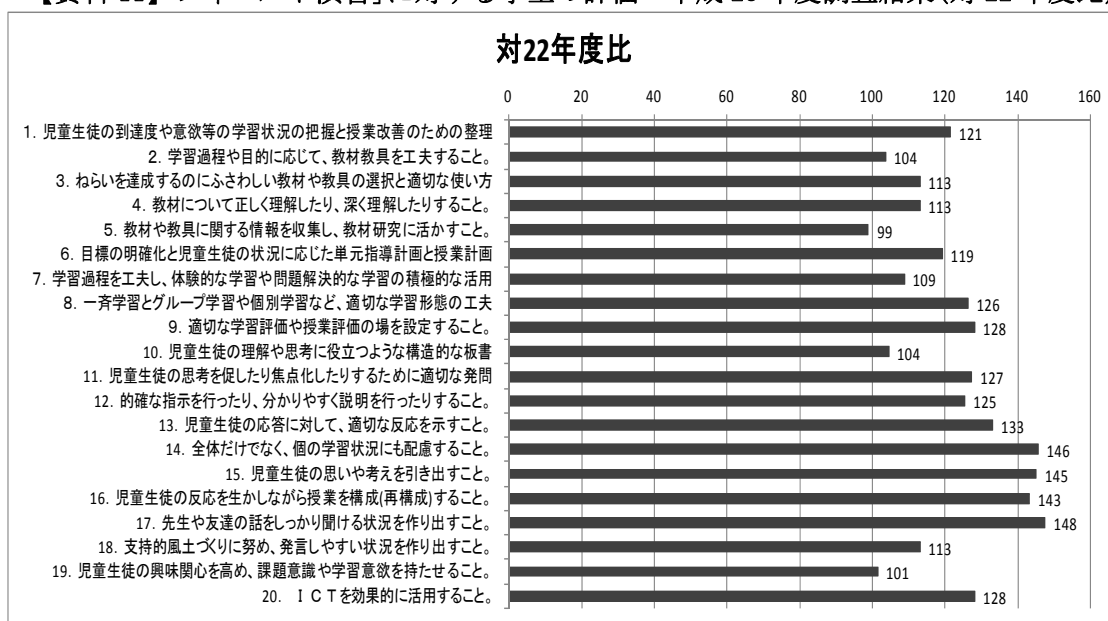 対22年度比
0 20 40 60 80 100 120 140 160
1. 児童生徒の到達度や意欲等の学習状況の把握と授業改善のための整理 121
2. 学習過程や目的に応じて、教材教具を工夫すること。 104
3. ねらいを達成するのにふさわしい教材や教具の選択と適切な使い方 113
4. 教材について正しく理解したり、深く理解したりすること。 113
5. 教材や教具に関する情報を収集し、教材研究に活かすこと。 99
6. 目標の明確化と児童生徒の状況に応じた単元指導計画と授業計画 119
7. 学習過程を工夫し、体験的な学習や問題解決的な学習の積極的な活用 109
8. 一斉学習とグループ学習や個別学習など、適切な学習形態の工夫 126
9. 適切な学習評価や授業評価の場を設定すること。 128
10. 児童生徒の理解や思考に役立つような構造的な板書 104
11. 児童生徒の思考を促したり焦点化したりするために適切な発問 127
12. 的確な指示を行ったり、分かりやすく説明を行ったりすること。 125
13. 児童生徒の応答に対して、適切な反応を示すこと。 133
14. 全体だけでなく、個の学習状況にも配慮すること。 146
15. 児童生徒の思いや考えを引き出すこと。 145
16. 児童生徒の反応を生かしながら授業を構成(再構成)すること。 143
17. 先生や友達の話をしっかり聞ける状況を作り出すこと。 148
18. 支持的風土づくりに努め、発言しやすい状況を作り出すこと。 113
19. 児童生徒の興味関心を高め、課題意識や学習意欲を持たせること。 101
20. ＩＣＴを効果的に活用すること。 128